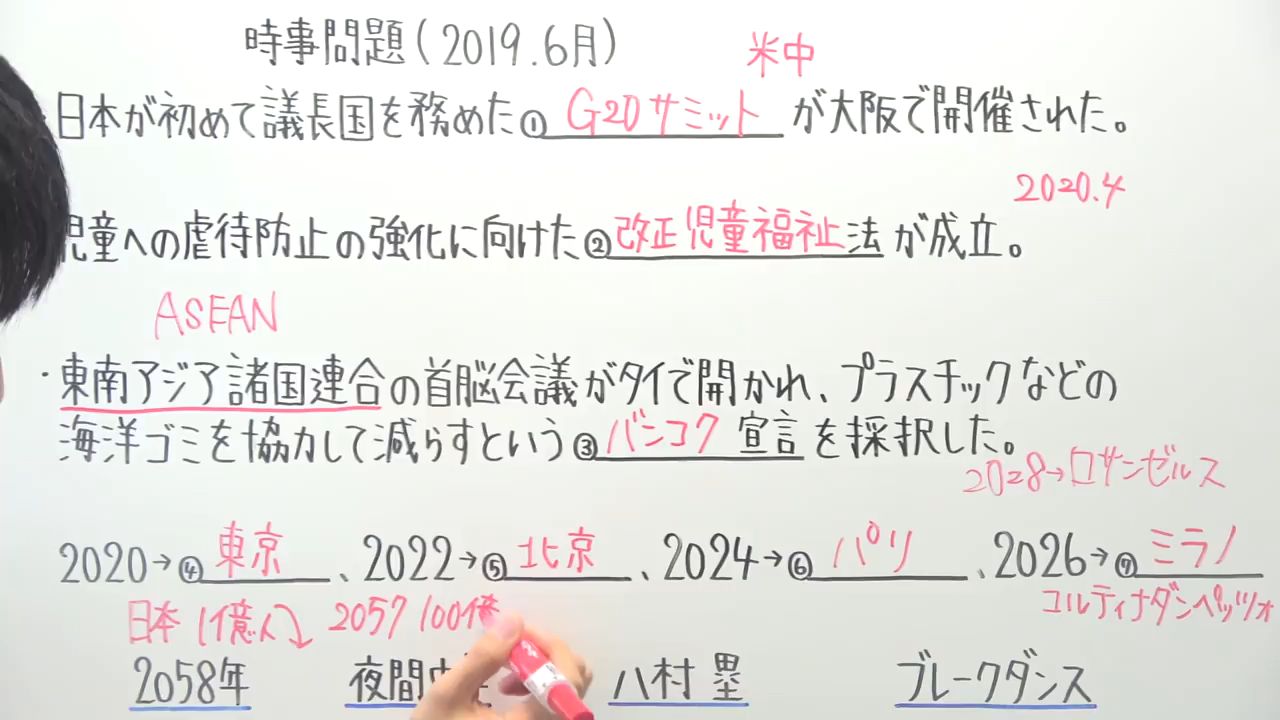 時事問題(2019.6月)
米中
日本が初めて議長国を務めた① G20サミット が大阪で開催された。
2020.4
児童への虐待防止の強化に向けた② 改正児童福祉法が成立。
ASEAN
・東南アジア諸国連合の首脳会議がタイで開かれ、プラスチックなどの
海洋ゴミを協力して減らすという③ バンコク 宣言を採択した。
2028→ロサンゼルス
2020→④ 東京 、2022→⑤ 北京 、2024→⑥ パリ 、2026→⑦ ミラノ
コルティナダンペッツォ
日本 1億人 2057 100億
2058年 夜間 八村 塁 ブレークダンス